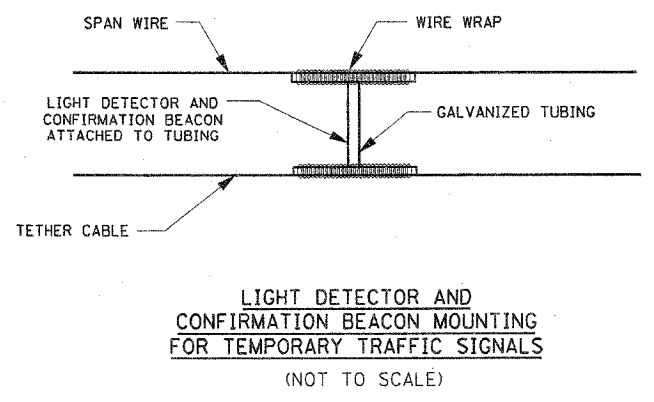 SPAN WIRE
WIRE WRAP
LIGHT DETECTOR AND
CONFIRMATION BEACON
ATTACHED TO TUBING
GALVANIZED TUBING
TETHER CABLE
LIGHT DETECTOR AND
CONFIRMATION BEACON MOUNTING
FOR TEMPORARY TRAFFIC SIGNALS
(NOT TO SCALE)